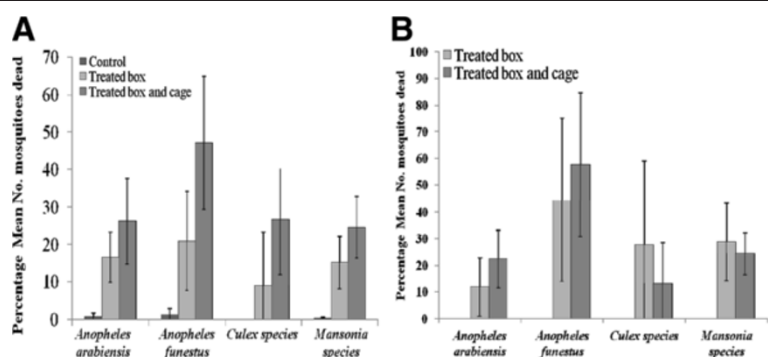 A
Percentage Mean No. mosquitoes dead
70
60
50
40
30
20
10
0
Control
Treated box
Treated box and cage
Anopheles arabiensis
Anopheles funestus
Culex species
Mansonia species
B
Percentage Mean No. mosquitoes dead
100
90
80
70
60
50
40
30
20
10
0
Treated box
Treated box and cage
Anopheles arabiensis
Anopheles funestus
Culex species
Mansonia species